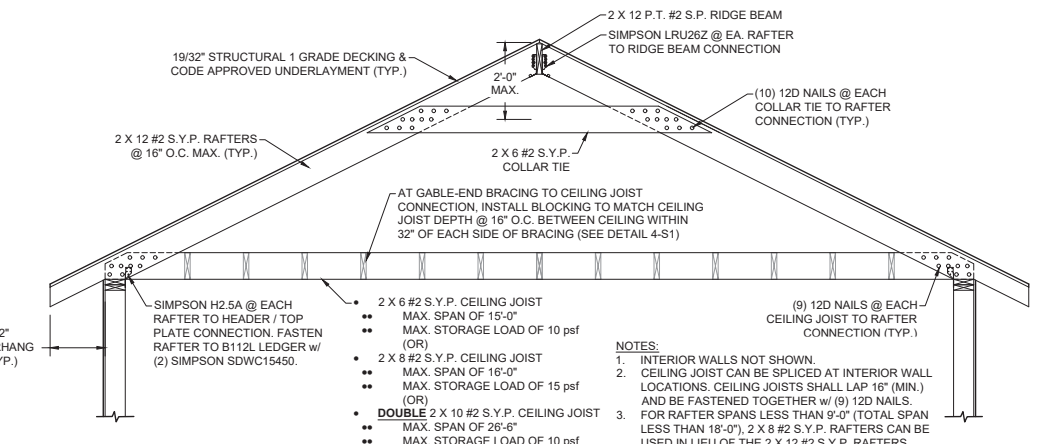 2 X 12 P.T. #2 S.P. RIDGE BEAM
SIMPSON LRU26Z @ EA. RAFTER
TO RIDGE BEAM CONNECTION
19/32" STRUCTURAL 1 GRADE DECKING &
CODE APPROVED UNDERLAYMENT (TYP.)
2'-0"
MAX.
(10) 12D NAILS @ EACH
COLLAR TIE TO RAFTER
CONNECTION (TYP.)
2 X 12 #2 S.Y.P. RAFTERS
@ 16" O.C. MAX. (TYP.)
2 X 6 #2 S.Y.P.
COLLAR TIE
AT GABLE-END BRACING TO CEILING JOIST
CONNECTION, INSTALL BLOCKING TO MATCH CEILING
JOIST DEPTH @ 16" O.C. BETWEEN CEILING WITHIN
32" OF EACH SIDE OF BRACING (SEE DETAIL 4-S1)
2"
HANG
YP.)
SIMPSON H2.5A @ EACH
RAFTER TO HEADER / TOP
PLATE CONNECTION. FASTEN
RAFTER TO B112L LEDGER w/
(2) SIMPSON SDWC15450.
• 2 X 6 #2 S.Y.P. CEILING JOIST
•• MAX. SPAN OF 15'-0"
•• MAX. STORAGE LOAD OF 10 psf
(OR)
• 2 X 8 #2 S.Y.P. CEILING JOIST
•• MAX. SPAN OF 16'-0"
•• MAX. STORAGE LOAD OF 15 psf
(OR)
• DOUBLE 2 X 10 #2 S.Y.P. CEILING JOIST
•• MAX. SPAN OF 26'-6"
•• MAX. STORAGE LOAD OF 10 psf
(9) 12D NAILS @ EACH
CEILING JOIST TO RAFTER
CONNECTION (TYP.)
NOTES:
1. INTERIOR WALLS NOT SHOWN.
2. CEILING JOIST CAN BE SPLICED AT INTERIOR WALL
LOCATIONS. CEILING JOISTS SHALL LAP 16" (MIN.)
AND BE FASTENED TOGETHER w/ (9) 12D NAILS.
3. FOR RAFTER SPANS LESS THAN 9'-0" (TOTAL SPAN
LESS THAN 18'-0"), 2 X 8 #2 S.Y.P. RAFTERS CAN BE
USED IN LIEU OF THE 2 X 12 #2 S.Y.P. RAFTERS